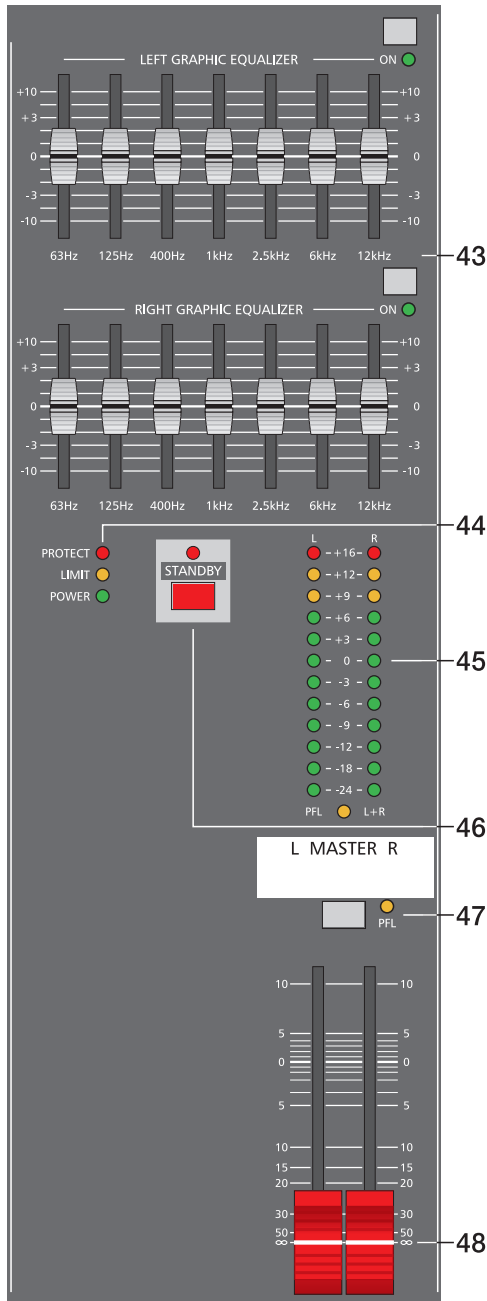 LEFT GRAPHIC EQUALIZER ON
+10 +10
+3 +3
0 0
-3 -3
-10 -10
63Hz 125Hz 400Hz 1kHz 2.5kHz 6kHz 12kHz 43
RIGHT GRAPHIC EQUALIZER ON
+10 +10
+3 +3
0 0
-3 -3
-10 -10
63Hz 125Hz 400Hz 1kHz 2.5kHz 6kHz 12kHz
44
L R
PROTECT +16
STANDBY
LIMIT +12
POWER +9
+6
+3
0 45
-3
-6
-9
-12
-18
-24
PFL L+R
46
L MASTER R
47
PFL
10 10
5 5
0 0
5 5
10 10
15 15
20 20
30 30
50 50
∞ ∞ 48